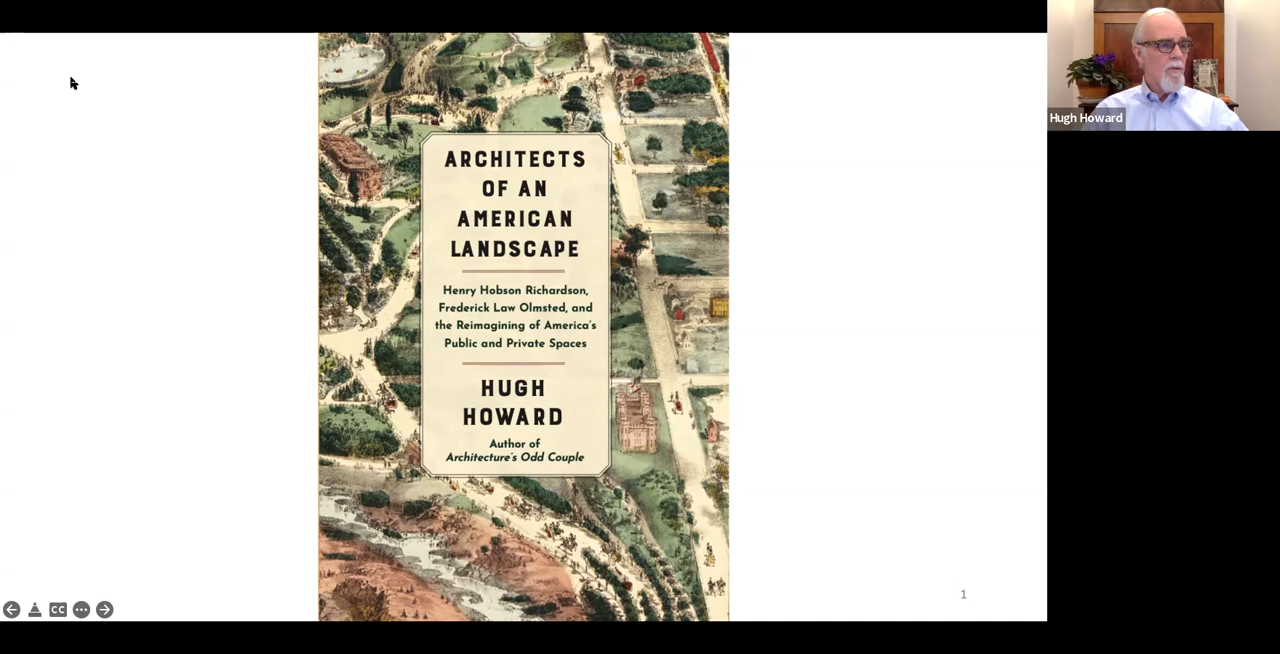 ARCHITECTS
OF AN
AMERICAN
LANDSCAPE
Henry Hobson Richardson,
Frederick Law Olmsted, and
the Reimagining of America's
Public and Private Spaces
HUGH
HOWARD
Author of
Architecture's Odd Couple
Hugh Howard
CC
1